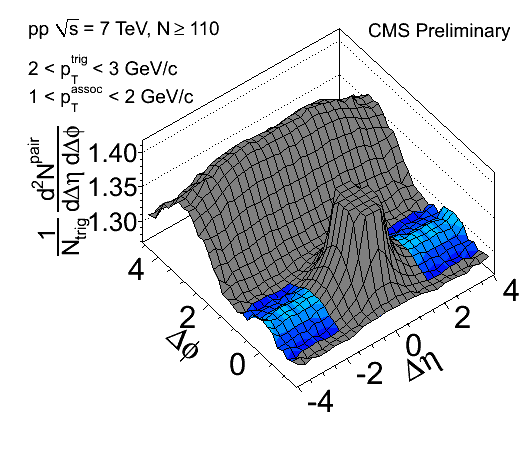 pp √s = 7 TeV, N ≥ 110
CMS Preliminary
2 < p_T^trig < 3 GeV/c
1 < p_T^assoc < 2 GeV/c
1/N_trig d²N^pair/dΔη dΔϕ
1.40
1.35
1.30
4
2
0
Δϕ
-4
-2
0
2
4
Δη